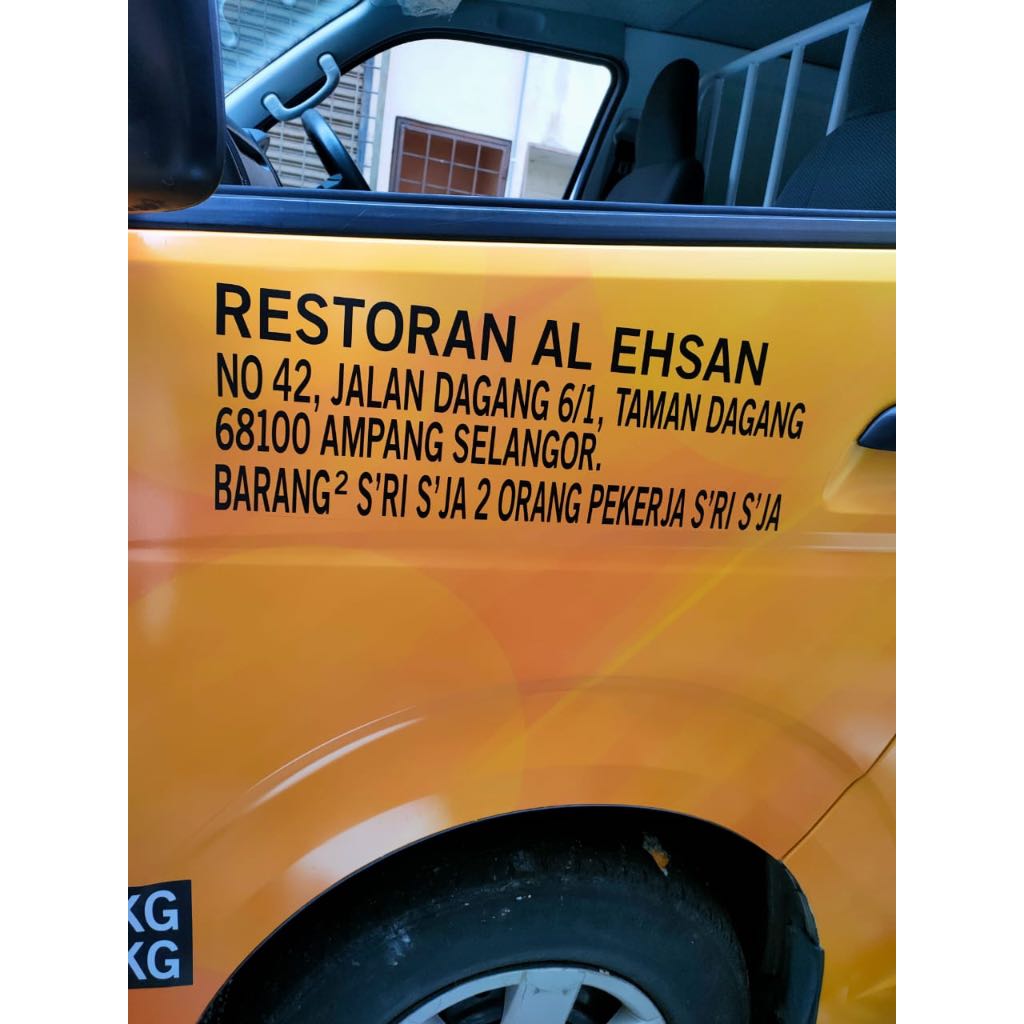 RESTORAN AL EHSAN
NO 42, JALAN DAGANG 6/1, TAMAN DAGANG
68100 AMPANG SELANGOR.
BARANG² S'RI S'JA 2 ORANG PEKERJA S'RI S'JA
KG
KG